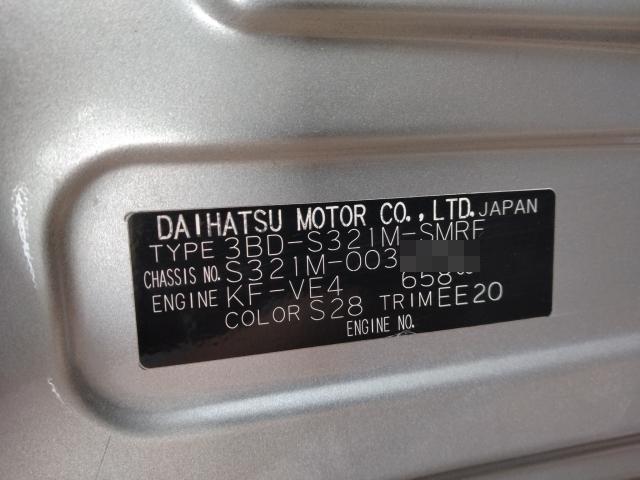 DAIHATSU MOTOR CO.,LTD. JAPAN
TYPE 3BD-S321M-SMRF
CHASSIS NO. S321M-003
ENGINE KF-VE4 658cc
COLOR S28 TRIM EE20
ENGINE NO.